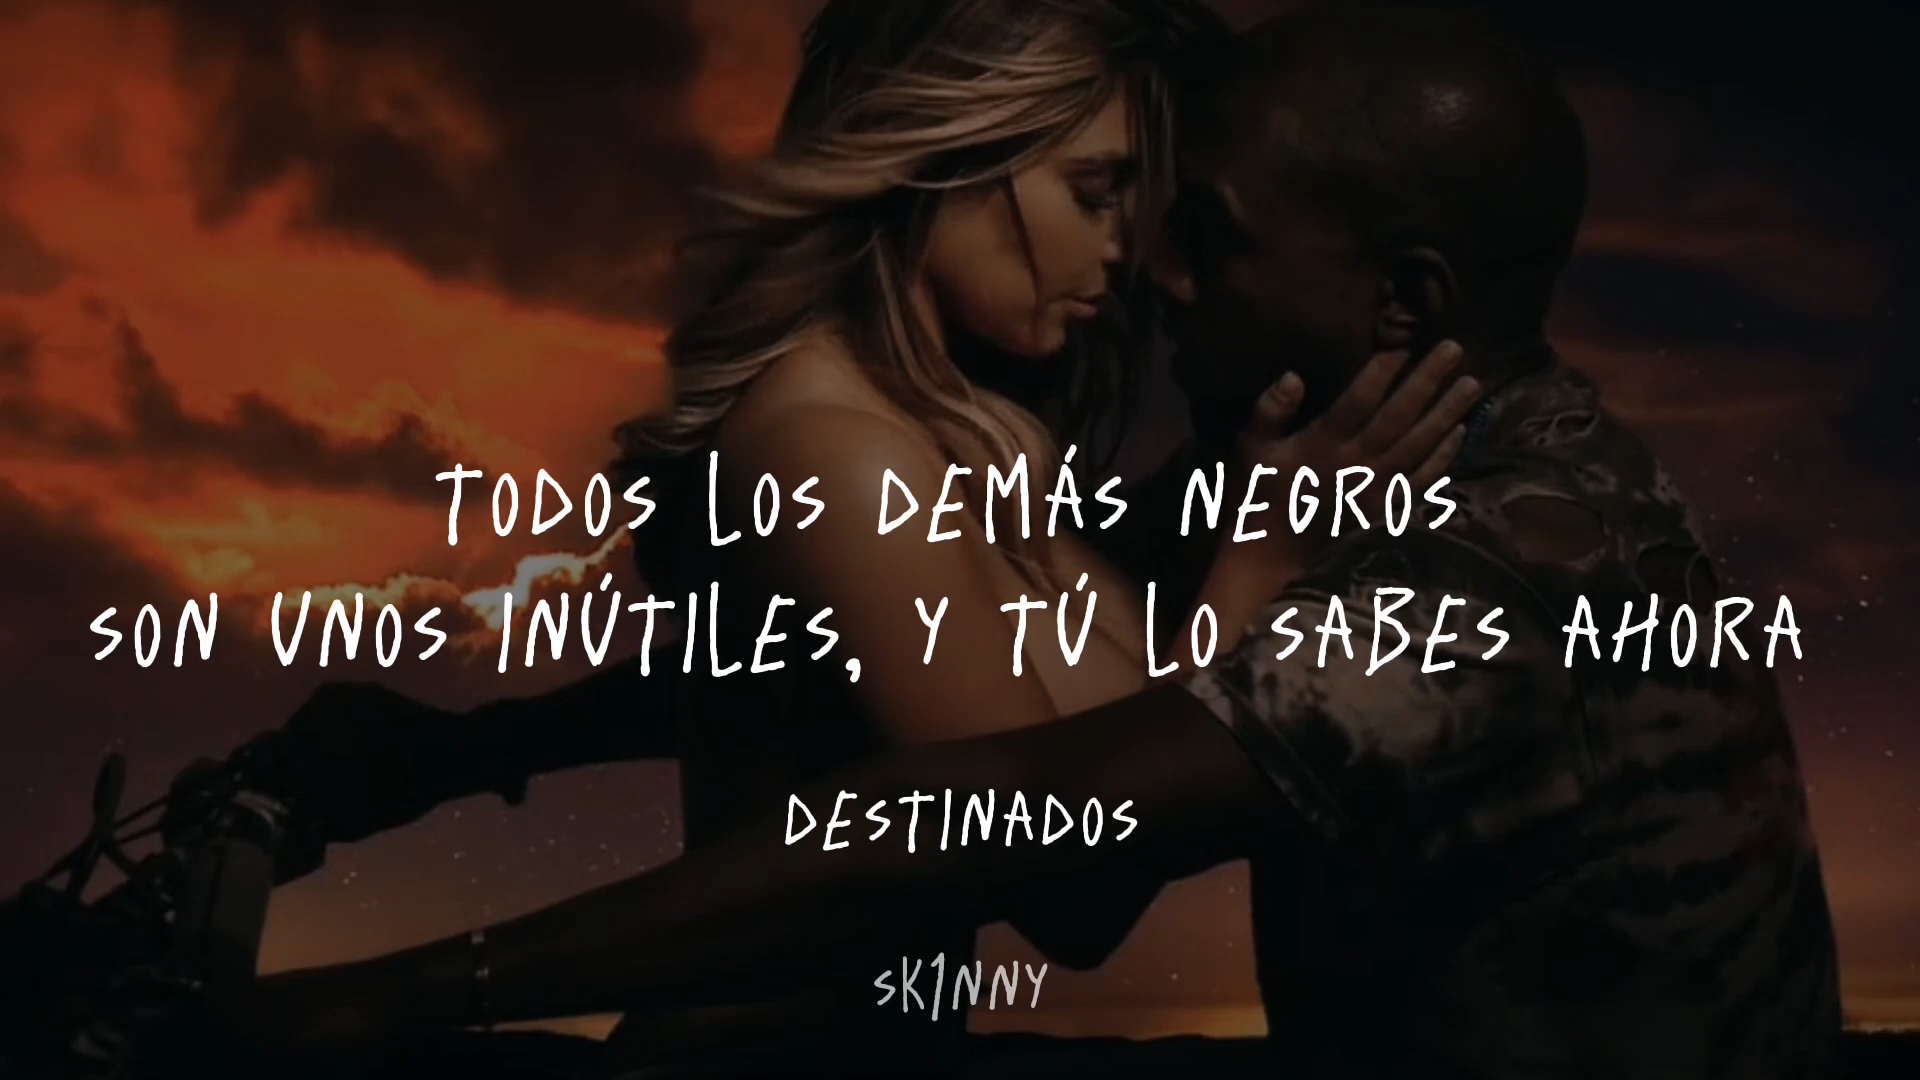 TODOS LOS DEMÁS NEGROS
SON UNOS INÚTILES, Y TÚ LO SABES AHORA
DESTINADOS
SK1NNY